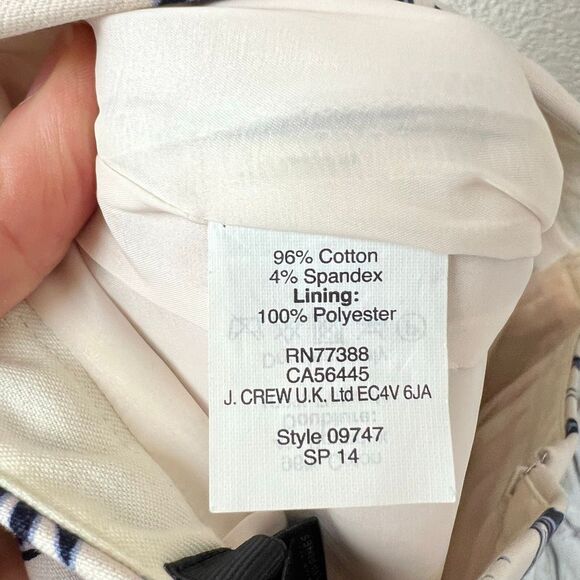 96% Cotton
4% Spandex
Lining:
100% Polyester
RN77388
CA56445
J. CREW U.K. Ltd EC4V 6JA
Style 09747
SP 14